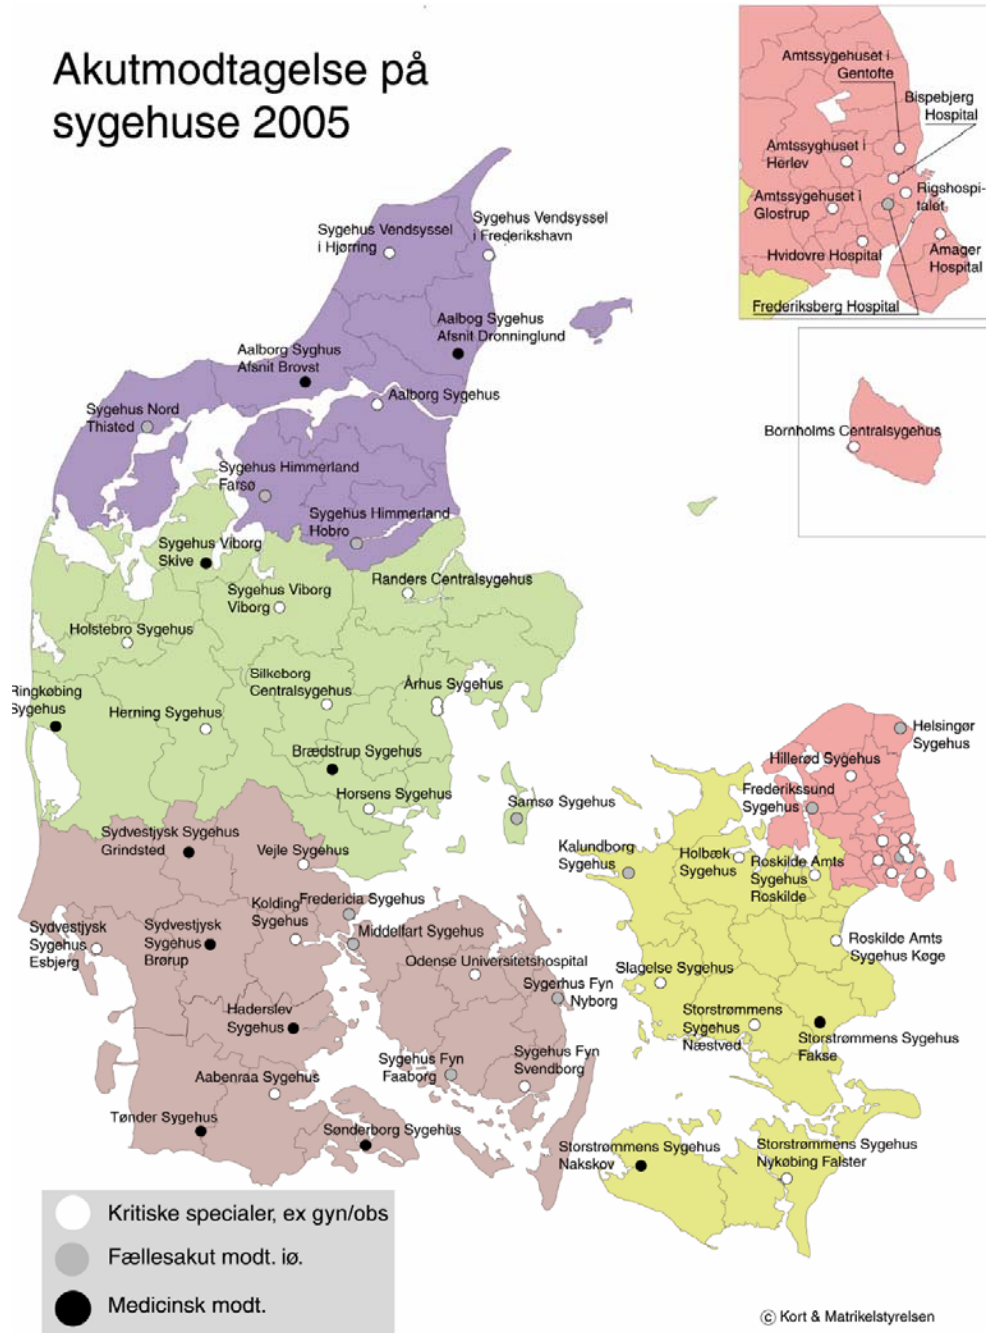 Akutmodtagelse på
sygehuse 2005
Amtssygehuset i
Gentofte
Bispebjerg
Hospital
Amtssyghuset i
Herlev
Amtssygehuset i
Glostrup
Rigshospi-
talet
Hvidovre Hospital
Amager
Hospital
Frederiksberg Hospital
Sygehus Vendsyssel
i Hjørring
Sygehus Vendsyssel
i Frederikshavn
Aalbog Sygehus
Afsnit Dronninglund
Aalborg Syghus
Afsnit Brovst
Aalborg Sygehus
Sygehus Nord
Thisted
Bornholms Centralsygehus
Sygehus Himmerland
Farsø
Sygehus Himmerland
Hobro
Sygehus Viborg
Skive
Randers Centralsygehus
Sygehus Viborg
Viborg
Holstebro Sygehus
Silkeborg
Centralsygehus
Århus Sygehus
Ringkøbing
Sygehus
Herning Sygehus
Brædstrup Sygehus
Horsens Sygehus
Samsø Sygehus
Helsingør
Sygehus
Hillerød Sygehus
Frederikssund
Sygehus
Sydvestjysk Sygehus
Grindsted
Vejle Sygehus
Kalundborg
Sygehus
Holbæk
Sygehus
Roskilde Amts
Sygehus
Roskilde
Fredericia Sygehus
Kolding
Sygehus
Middelfart Sygehus
Sydvestjysk
Sygehus
Esbjerg
Sydvestjysk
Sygehus
Brørup
Odense Universitetshospital
Roskilde Amts
Sygehus Køge
Slagelse Sygehus
Sygerhus Fyn
Nyborg
Haderslev
Sygehus
Storstrømmens
Sygehus
Næstved
Storstrømmens Sygehus
Fakse
Sygehus Fyn
Faaborg
Sygehus Fyn
Svendborg
Aabenraa Sygehus
Tønder Sygehus
Sønderborg Sygehus
Storstrømmens Sygehus
Nakskov
Storstrømmens Sygehus
Nykøbing Falster
Kritiske specialer, ex gyn/obs
Fællesakut modt. iø.
Medicinsk modt.
© Kort & Matrikelstyrelsen